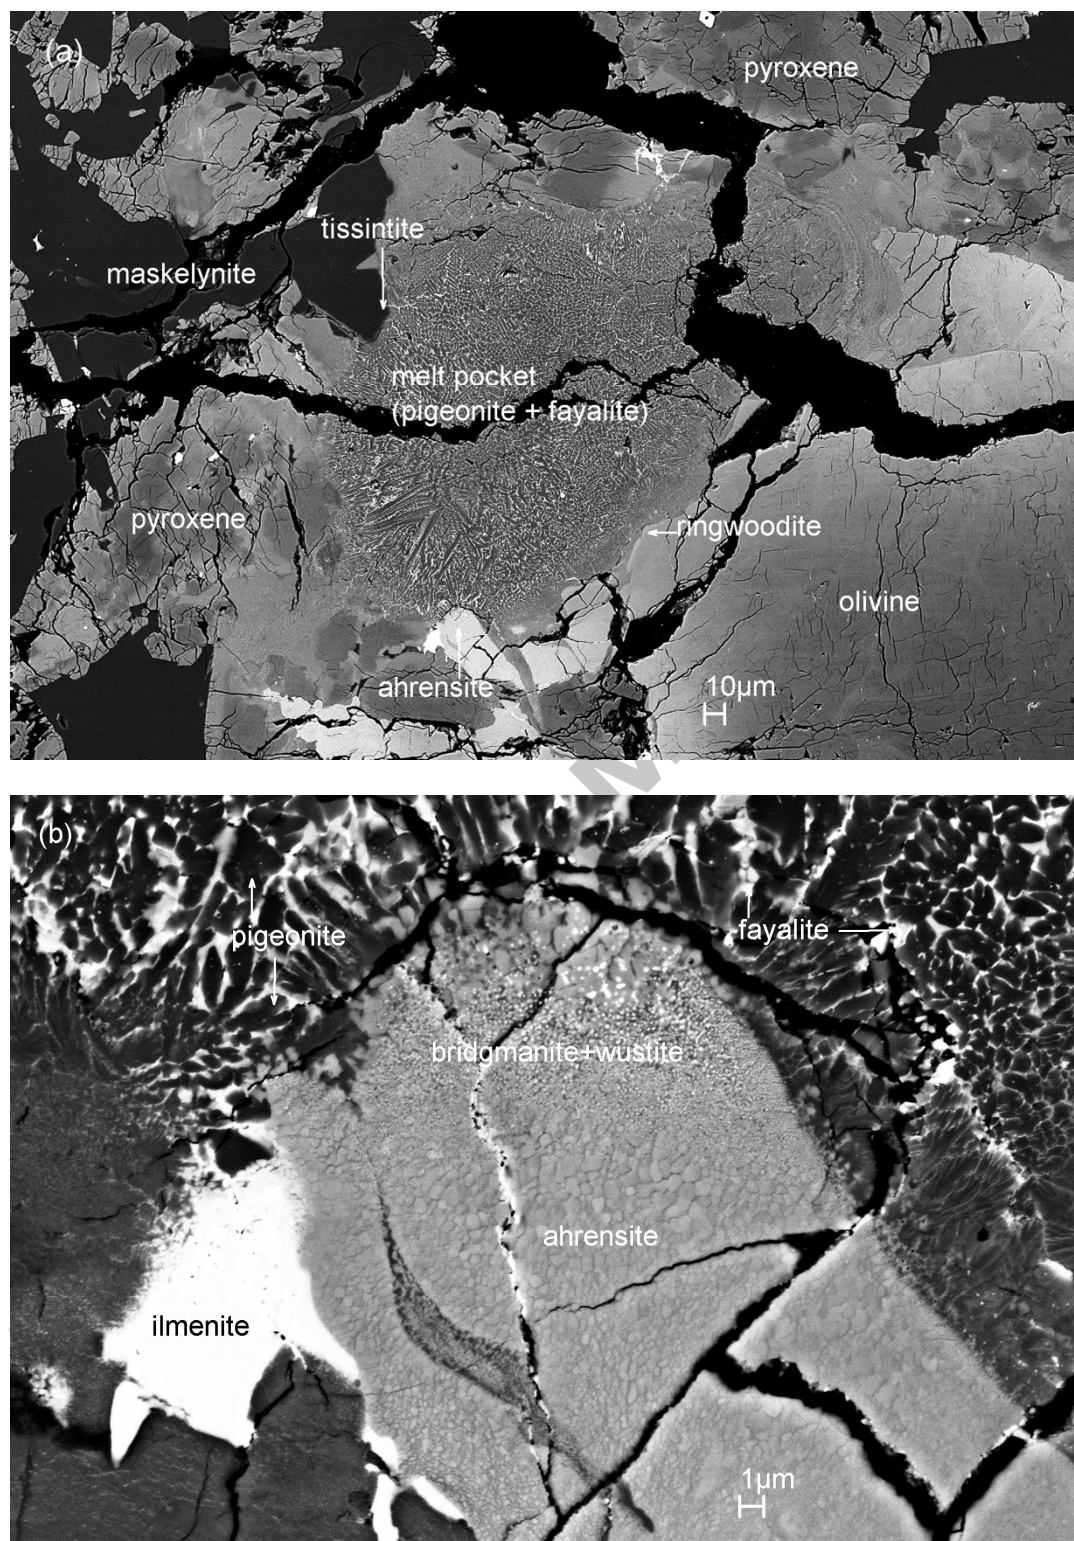 (a)
pyroxene
tissintite
maskelynite
melt pocket
(pigeonite + fayalite)
pyroxene
ringwoodite
olivine
ahrensite
10µm
(b)
pigeonite
fayalite
bridgmanite+wustite
ahrensite
ilmenite
1µm